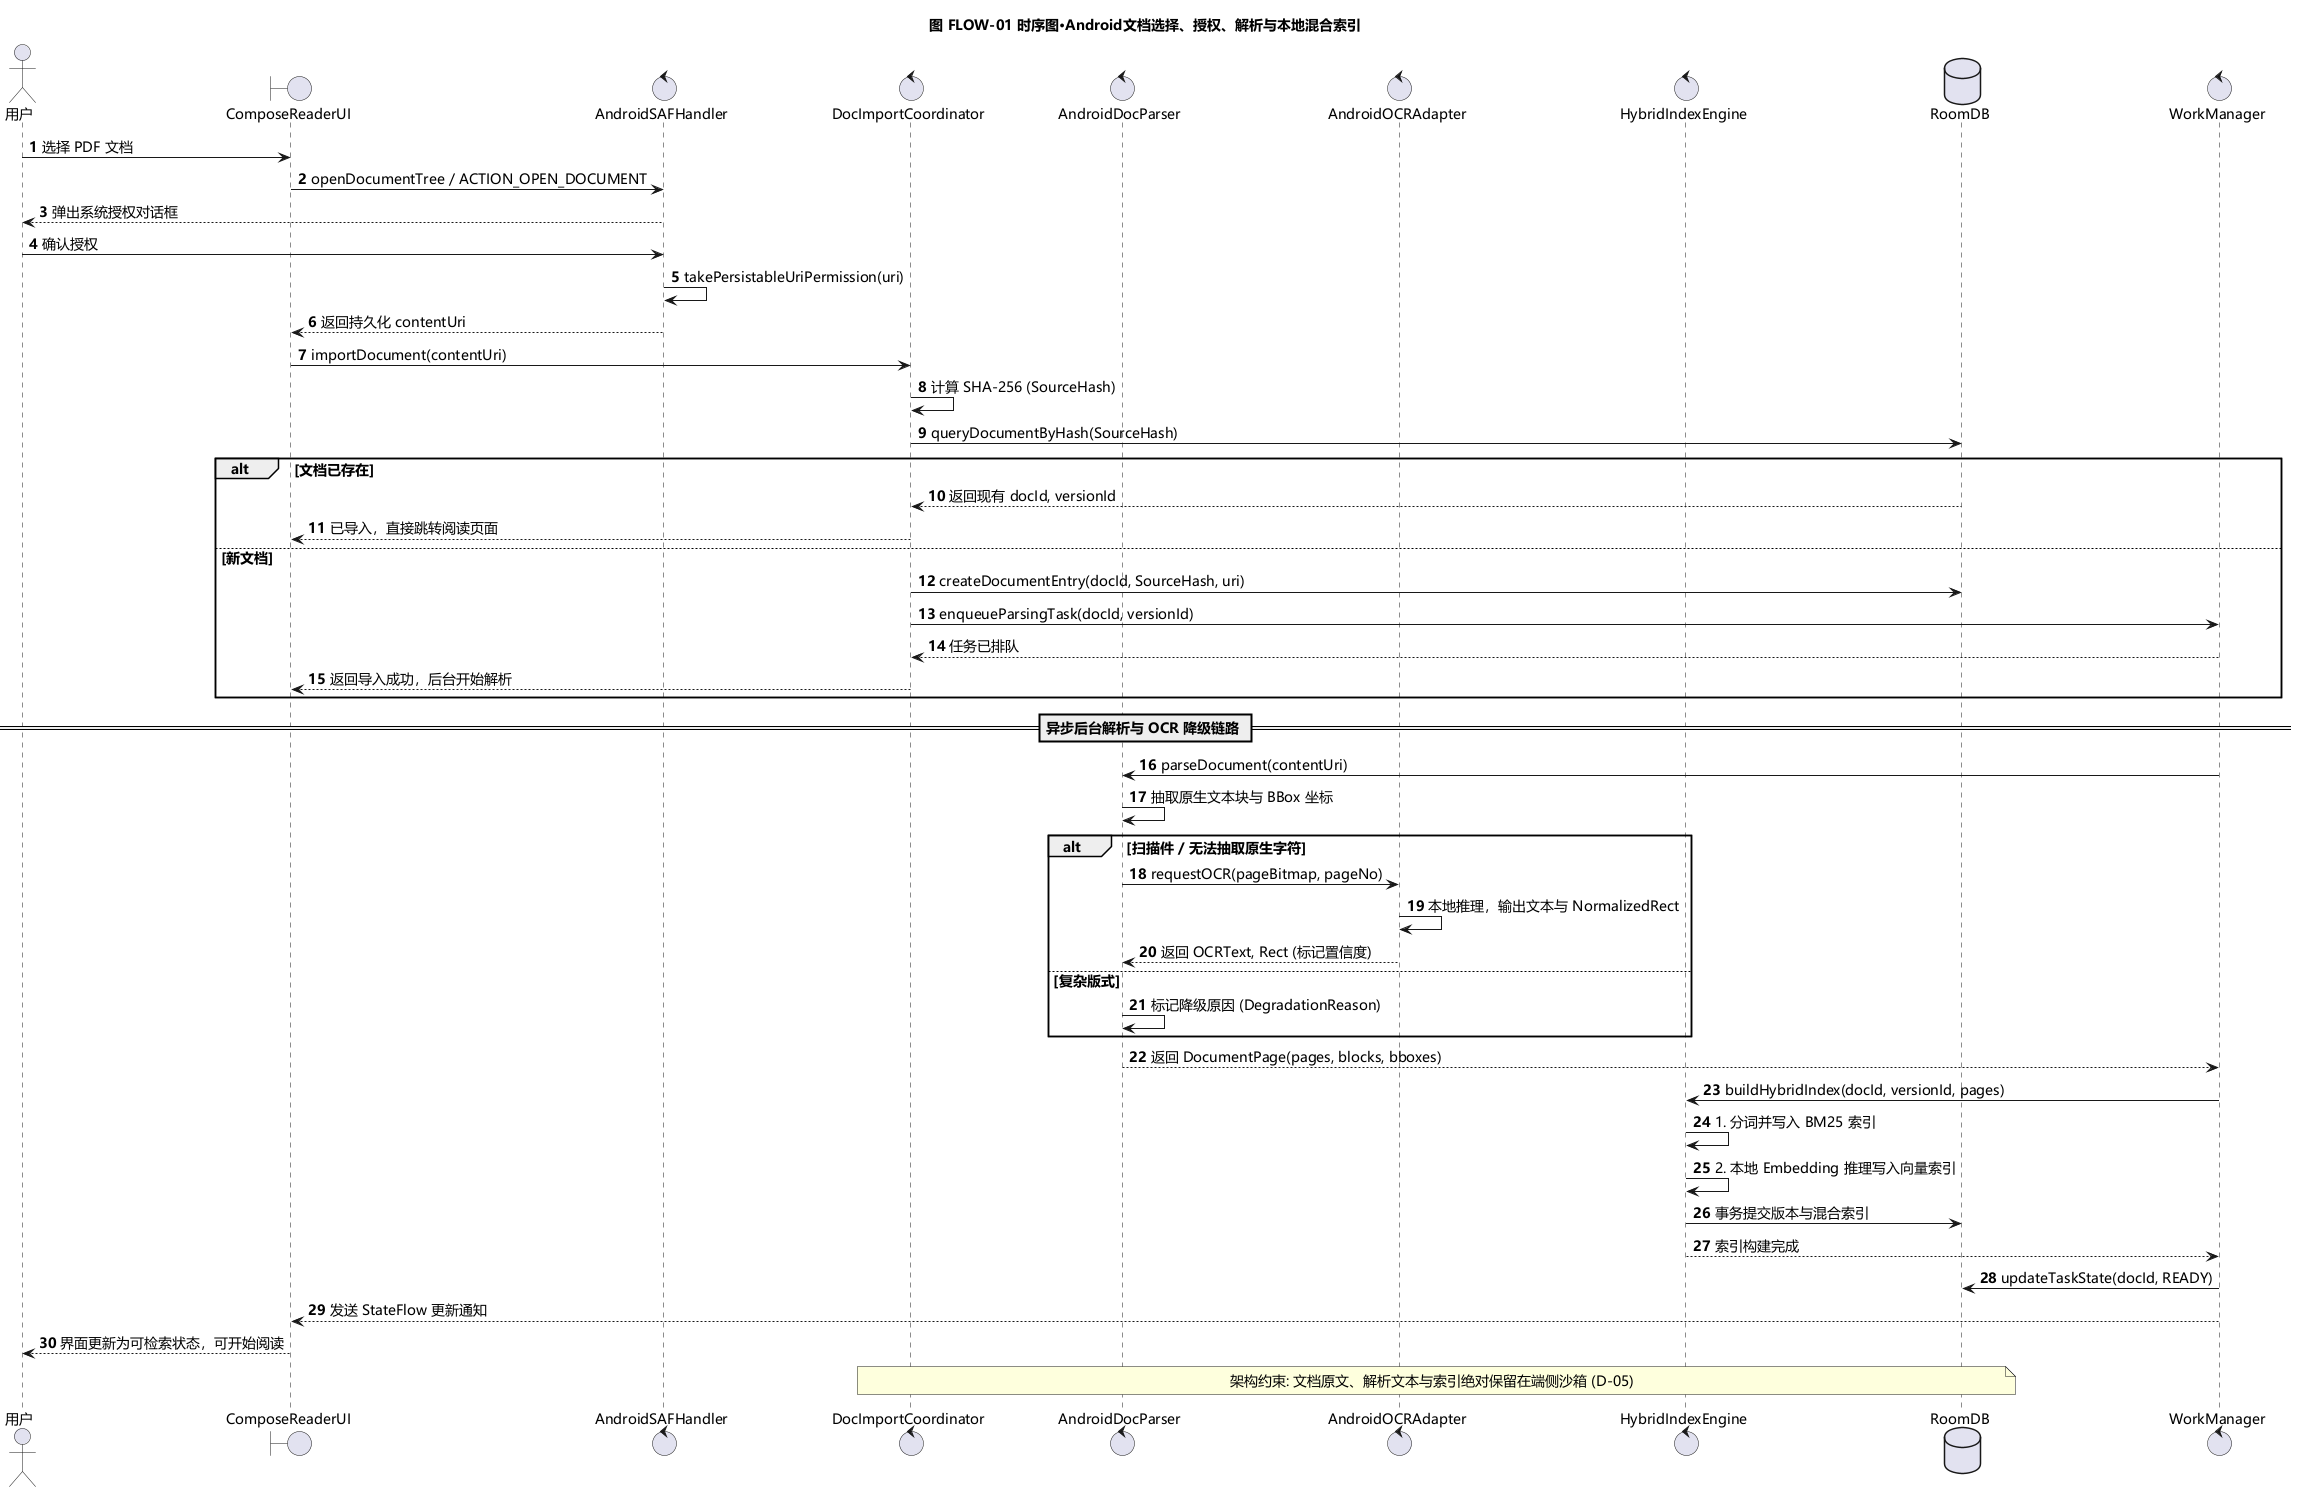 图 FLOW-01 时序图•Android文档选择、授权、解析与本地混合索引
用户
ComposeReaderUI
AndroidSAFHandler
DocImportCoordinator
AndroidDocParser
AndroidOCRAdapter
HybridIndexEngine
RoomDB
WorkManager
1 选择 PDF 文档
2 openDocumentTree / ACTION_OPEN_DOCUMENT
3 弹出系统授权对话框
4 确认授权
5 takePersistableUriPermission(uri)
6 返回持久化 contentUri
7 importDocument(contentUri)
8 计算 SHA-256 (SourceHash)
9 queryDocumentByHash(SourceHash)
alt [文档已存在]
10 返回现有 docId, versionId
11 已导入，直接跳转阅读页面
[新文档]
12 createDocumentEntry(docId, SourceHash, uri)
13 enqueueParsingTask(docId, versionId)
14 任务已排队
15 返回导入成功，后台开始解析
异步后台解析与 OCR 降级链路
16 parseDocument(contentUri)
17 抽取原生文本块与 BBox 坐标
alt [扫描件 / 无法抽取原生字符]
18 requestOCR(pageBitmap, pageNo)
19 本地推理，输出文本与 NormalizedRect
20 返回 OCRText, Rect (标记置信度)
[复杂版式]
21 标记降级原因 (DegradationReason)
22 返回 DocumentPage(pages, blocks, bboxes)
23 buildHybridIndex(docId, versionId, pages)
24 1. 分词并写入 BM25 索引
25 2. 本地 Embedding 推理写入向量索引
26 事务提交版本与混合索引
27 索引构建完成
28 updateTaskState(docId, READY)
29 发送 StateFlow 更新通知
30 界面更新为可检索状态，可开始阅读
架构约束: 文档原文、解析文本与索引绝对保留在端侧沙箱 (D-05)
用户
ComposeReaderUI
AndroidSAFHandler
DocImportCoordinator
AndroidDocParser
AndroidOCRAdapter
HybridIndexEngine
RoomDB
WorkManager